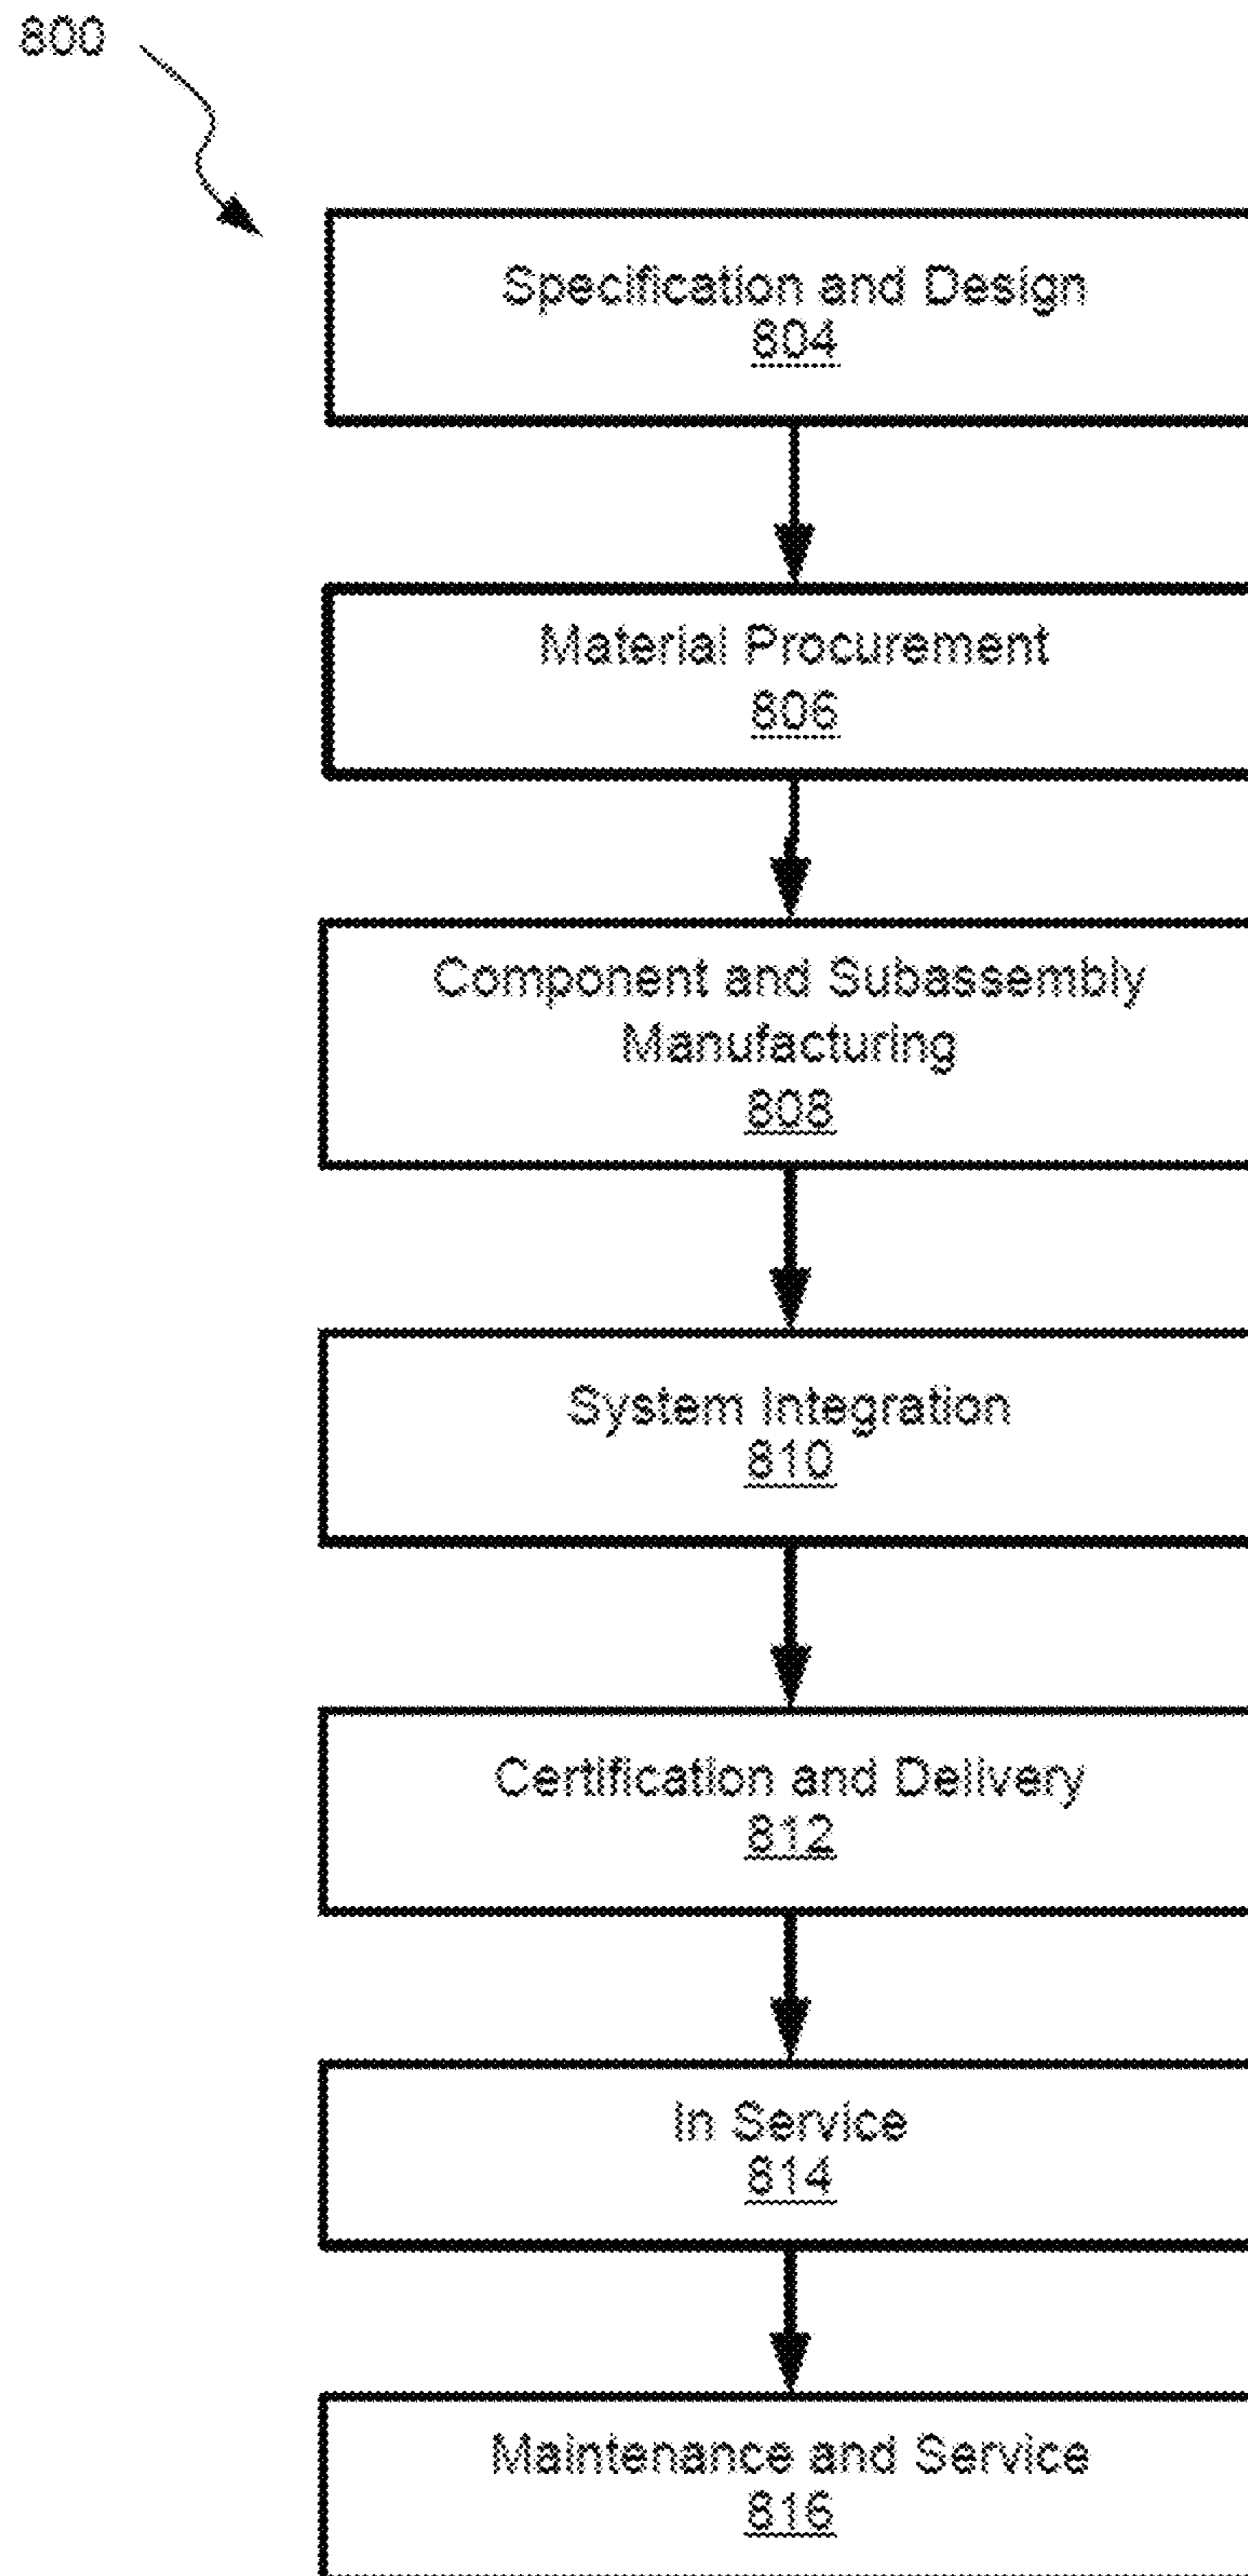 800
Specification and Design
804
Material Procurement
806
Component and Subassembly
Manufacturing
808
System Integration
810
Certification and Delivery
812
In Service
814
Maintenance and Service
816